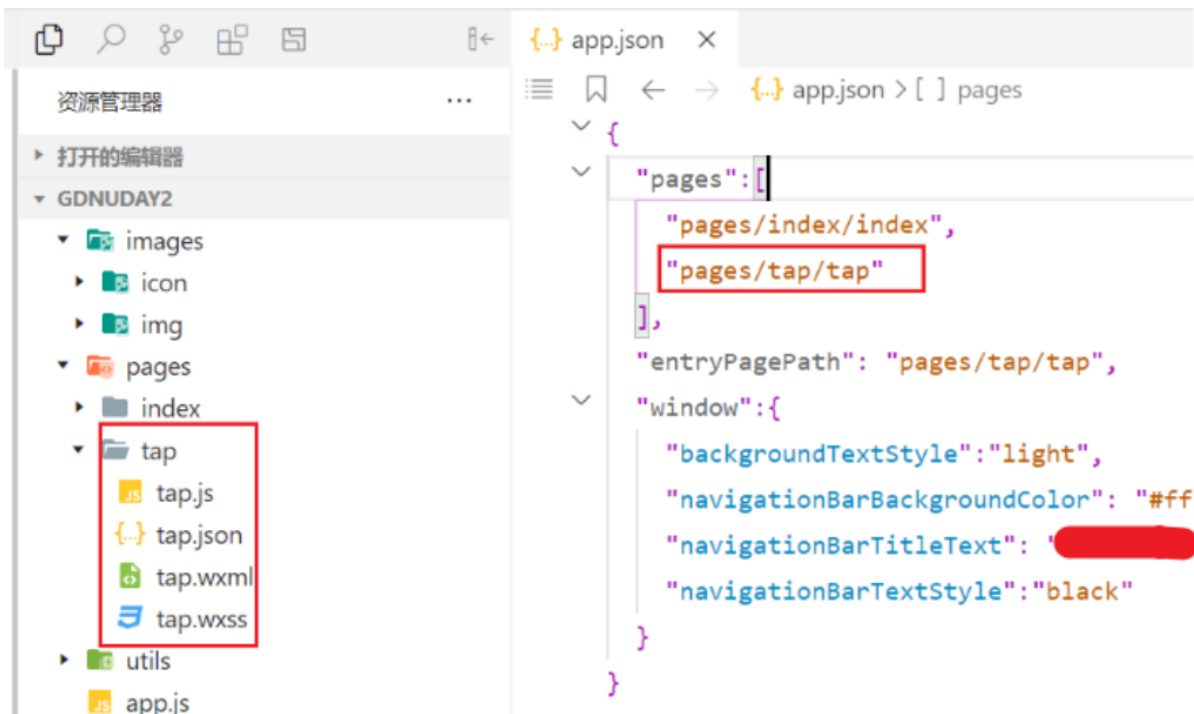 资源管理器
打开的编辑器
GDNUDAY2
images
icon
img
pages
index
tap
JS tap.js
{..} tap.json
tap.wxml
tap.wxss
utils
JS app.js
{..} app.json
{..} app.json > [ ] pages
{
"pages":[
"pages/index/index",
"pages/tap/tap"
],
"entryPagePath": "pages/tap/tap",
"window":{
"backgroundTextStyle":"light",
"navigationBarBackgroundColor": "#ff
"navigationBarTitleText": "
"navigationBarTextStyle":"black"
}
}